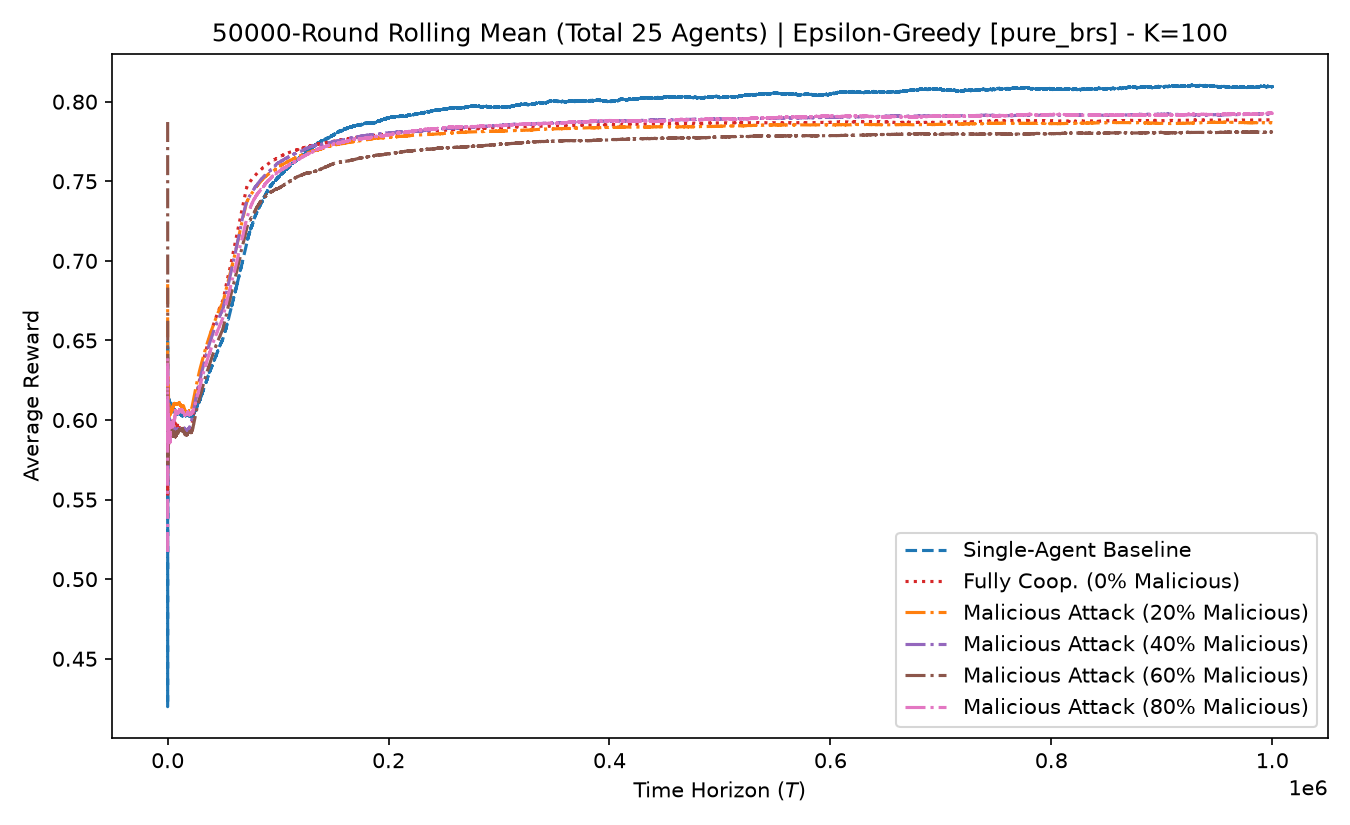 50000-Round Rolling Mean (Total 25 Agents) | Epsilon-Greedy [pure_brs] - K=100
Average Reward
0.80
0.75
0.70
0.65
0.60
0.55
0.50
0.45
Single-Agent Baseline
Fully Coop. (0% Malicious)
Malicious Attack (20% Malicious)
Malicious Attack (40% Malicious)
Malicious Attack (60% Malicious)
Malicious Attack (80% Malicious)
0.0 0.2 0.4 0.6 0.8 1.0
1e6
Time Horizon (T)